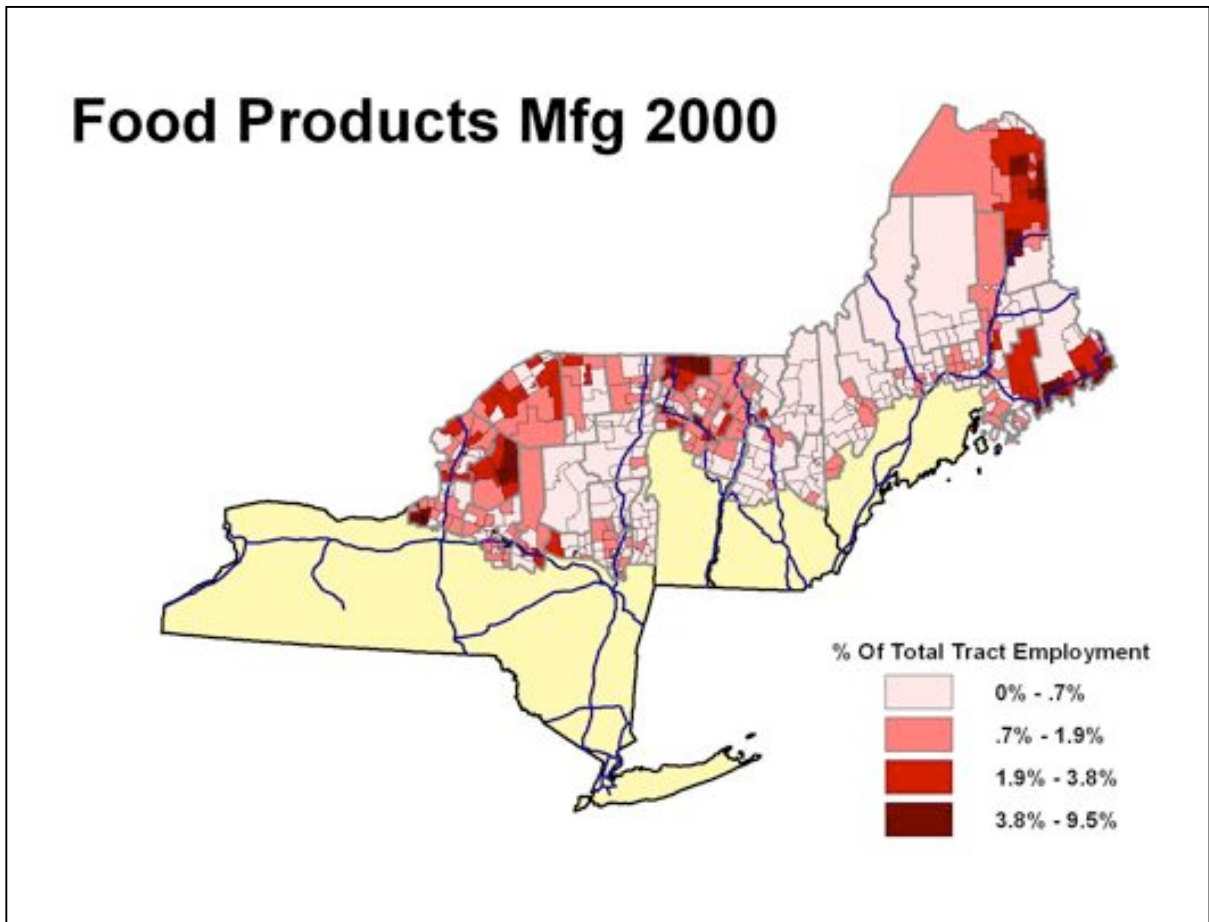 Food Products Mfg 2000
% Of Total Tract Employment
0% - .7%
.7% - 1.9%
1.9% - 3.8%
3.8% - 9.5%